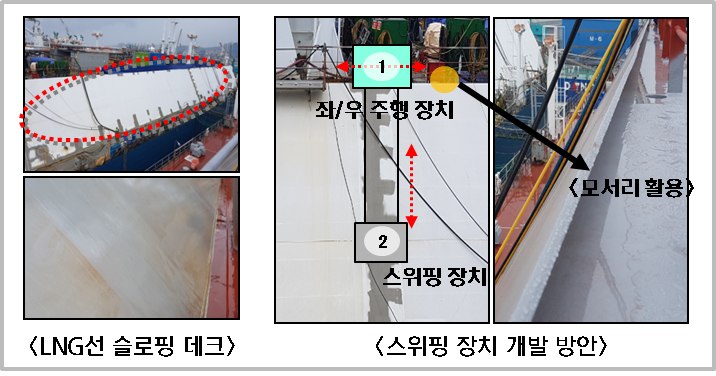 1
좌/우 주행 장치
2
스위핑 장치
<모서리 활용>
<LNG선 슬로핑 데크>
<스위핑 장치 개발 방안>